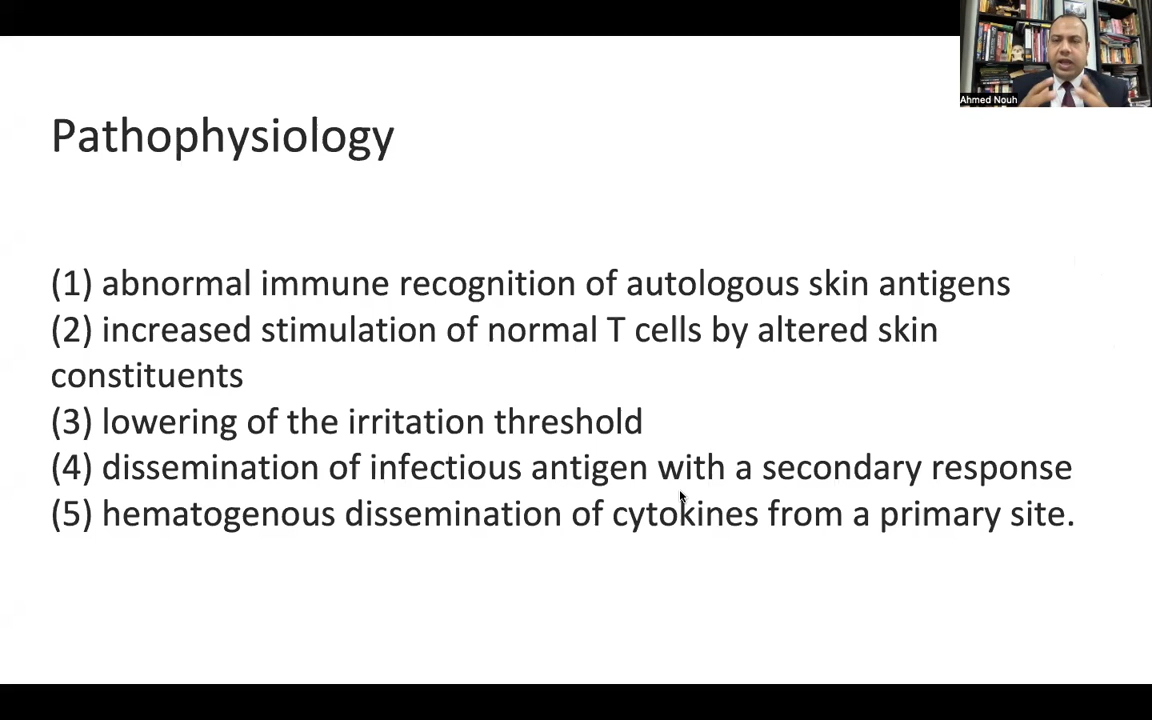 Ahmed Nouh
Pathophysiology
(1) abnormal immune recognition of autologous skin antigens
(2) increased stimulation of normal T cells by altered skin
constituents
(3) lowering of the irritation threshold
(4) dissemination of infectious antigen with a secondary response
(5) hematogenous dissemination of cytokines from a primary site.